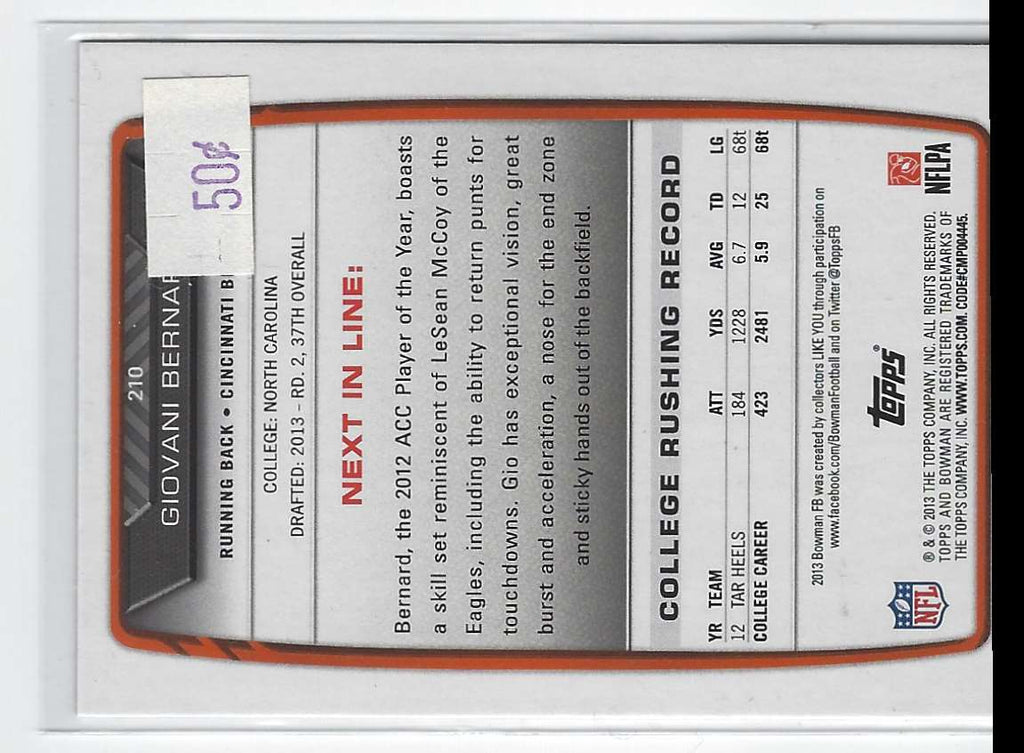 50¢
210
GIOVANI BERNAR
RUNNING BACK • CINCINNATI B
COLLEGE: NORTH CAROLINA
DRAFTED: 2013 – RD. 2, 37TH OVERALL
NEXT IN LINE:
Bernard, the 2012 ACC Player of the Year, boasts
a skill set reminiscent of LeSean McCoy of the
Eagles, including the ability to return punts for
touchdowns. Gio has exceptional vision, great
burst and acceleration, a nose for the end zone
and sticky hands out of the backfield.
COLLEGE RUSHING RECORD
YR TEAM ATT YDS AVG TD LG
12 TAR HEELS 184 1228 6.7 12 68t
COLLEGE CAREER 423 2481 5.9 25 68t
2013 Bowman FB was created by collectors LIKE YOU through participation on
www.facebook.com/BowmanFootball and on Twitter @ToppsFB
Topps®
NFL
NFLPA
® & © 2013 THE TOPPS COMPANY, INC. ALL RIGHTS RESERVED.
TOPPS AND BOWMAN ARE REGISTERED TRADEMARKS OF
THE TOPPS COMPANY, INC. WWW.TOPPS.COM. CODE#CMP004445.